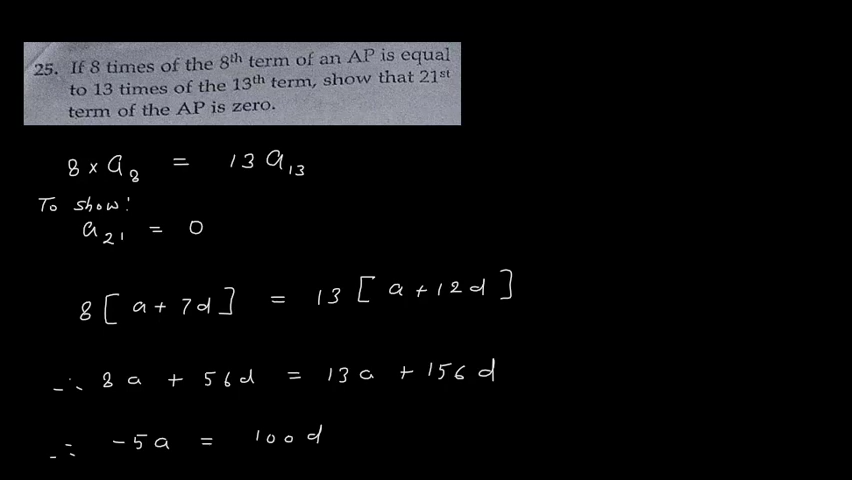 25. If 8 times of the 8th term of an AP is equal
to 13 times of the 13th term, show that 21st
term of the AP is zero.
8 × a₈ = 13 a₁₃
To show:
a₂₁ = 0
8 [ a + 7d ] = 13 [ a + 12d ]
∴ 8a + 56d = 13a + 156d
∴ -5a = 100d